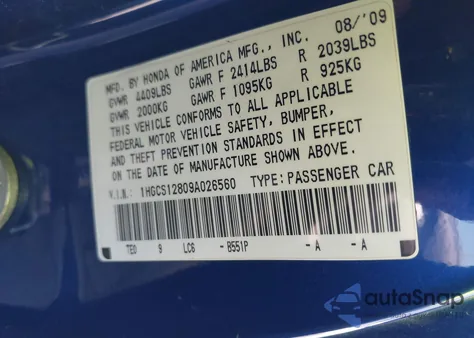 MFD. BY HONDA OF AMERICA MFG., INC. 08/'09
GVWR 4409LBS GAWR F 2414LBS R 2039LBS
GVWR 2000KG GAWR F 1095KG R 925KG
THIS VEHICLE CONFORMS TO ALL APPLICABLE
FEDERAL MOTOR VEHICLE SAFETY, BUMPER,
AND THEFT PREVENTION STANDARDS IN EFFECT
ON THE DATE OF MANUFACTURE SHOWN ABOVE.
V.I.N.: 1HGCS12809A026560 TYPE:PASSENGER CAR
TE0 9 LC6 - B551P - A - A
autoSnap